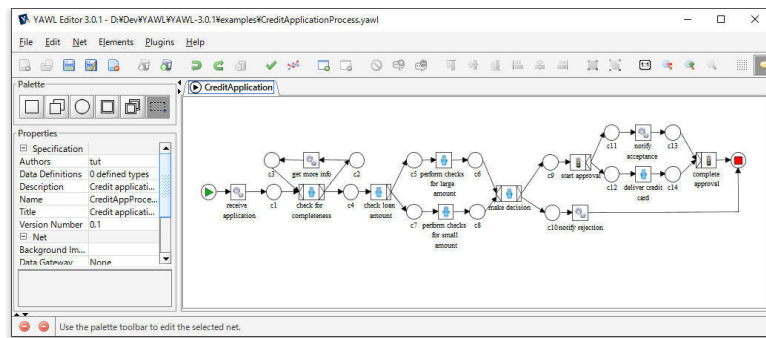 YAWL Editor 3.0.1 - D:¥Dev¥YAWL¥YAWL-3.0.1¥examples¥CreditApplicationProcess.yawl
File Edit Net Elements Plugins Help
Palette
CreditApplication
Properties
Specification
Authors tut
Data Definitions 0 defined types
Description Credit applicati...
Name CreditAppProce...
Title Credit applicati...
Version Number 0.1
Net
Background Im...
Data Gateway None
receive
application
c1
c3
get more info
c2
check for
completeness
c4
check loan
amount
c5
perform checks
for large
amount
c6
c7
perform checks
for small
amount
c8
make decision
c9
start approval
c11
notify
acceptance
c13
c12
deliver credit
card
c14
complete
approval
c10
notify rejection
Use the palette toolbar to edit the selected net.